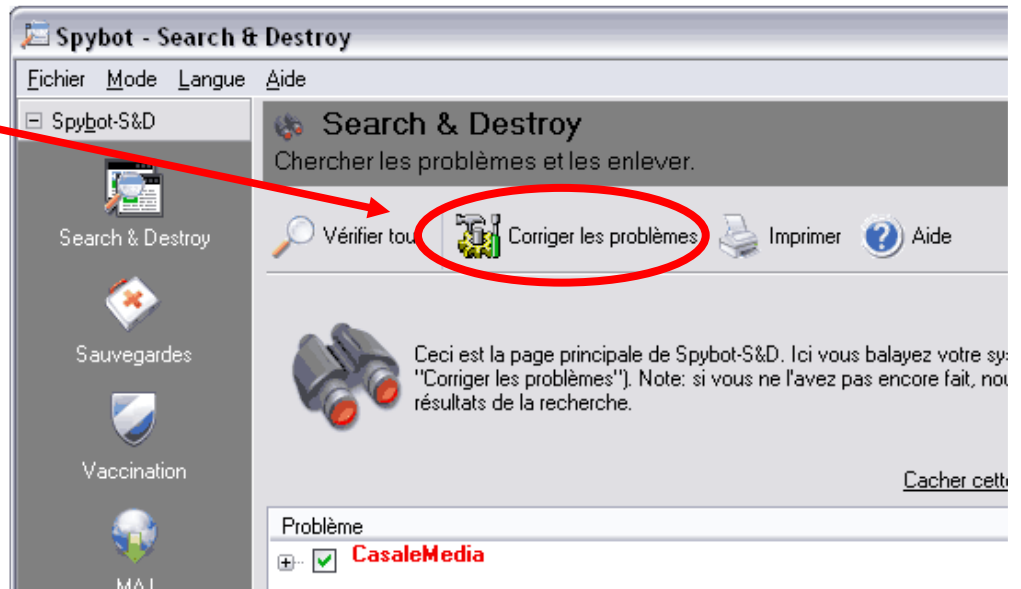 Spybot - Search & Destroy
Fichier Mode Langue Aide
Spybot-S&D
Search & Destroy
Chercher les problèmes et les enlever.
Vérifier tou Corriger les problèmes Imprimer Aide
Search & Destroy
Sauvegardes
Vaccination
MAJ
Ceci est la page principale de Spybot-S&D. Ici vous balayez votre sy
"Corriger les problèmes"). Note: si vous ne l'avez pas encore fait, nou
résultats de la recherche.
Cacher cett
Problème
CasaleMedia